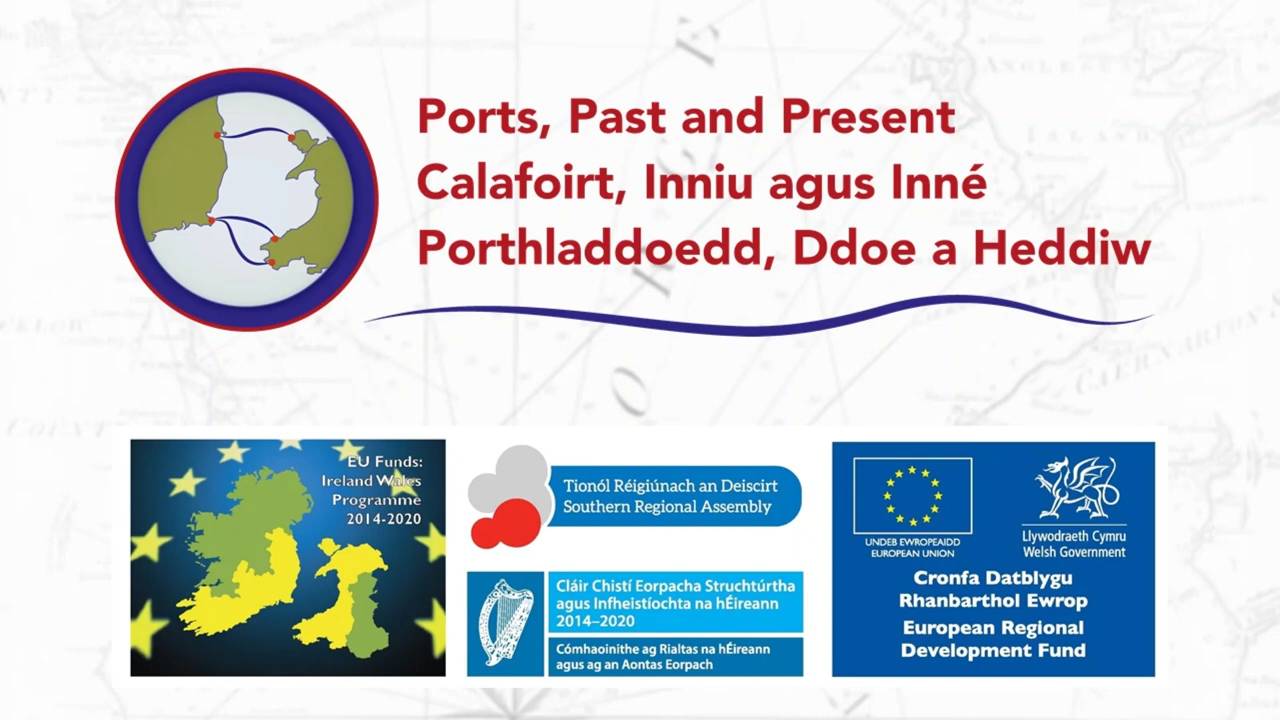 Ports, Past and Present
Calafoirt, Inniu agus Inné
Porthladdoedd, Ddoe a Heddiw
EU Funds:
Ireland Wales
Programme
2014-2020
Tionól Réigiúnach an Deiscirt
Southern Regional Assembly
Cláir Chistí Eorpacha Struchtúrtha
agus Infheistíochta na hÉireann
2014–2020
Cómhaoinithe ag Rialtas na hÉireann
agus ag an Aontas Eorpach
UNDEB EWROPEAIDD
EUROPEAN UNION
Llywodraeth Cymru
Welsh Government
Cronfa Datblygu
Rhanbarthol Ewrop
European Regional
Development Fund